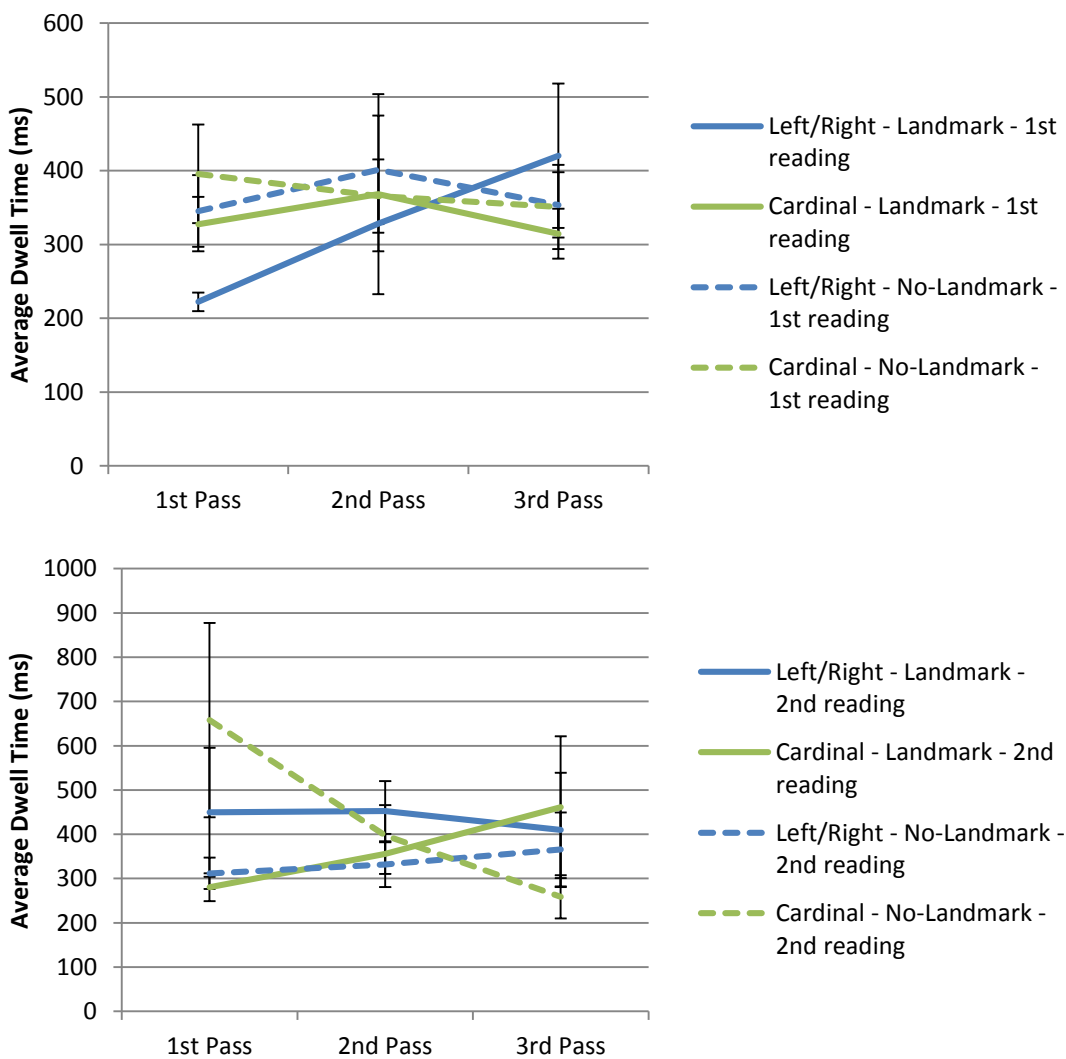 600
500
400
300
200
100
0
Average Dwell Time (ms)
1st Pass
2nd Pass
3rd Pass
Left/Right - Landmark - 1st
reading
Cardinal - Landmark - 1st
reading
Left/Right - No-Landmark -
1st reading
Cardinal - No-Landmark -
1st reading
1000
900
800
700
600
500
400
300
200
100
0
Average Dwell Time (ms)
1st Pass
2nd Pass
3rd Pass
Left/Right - Landmark -
2nd reading
Cardinal - Landmark - 2nd
reading
Left/Right - No-Landmark -
2nd reading
Cardinal - No-Landmark -
2nd reading